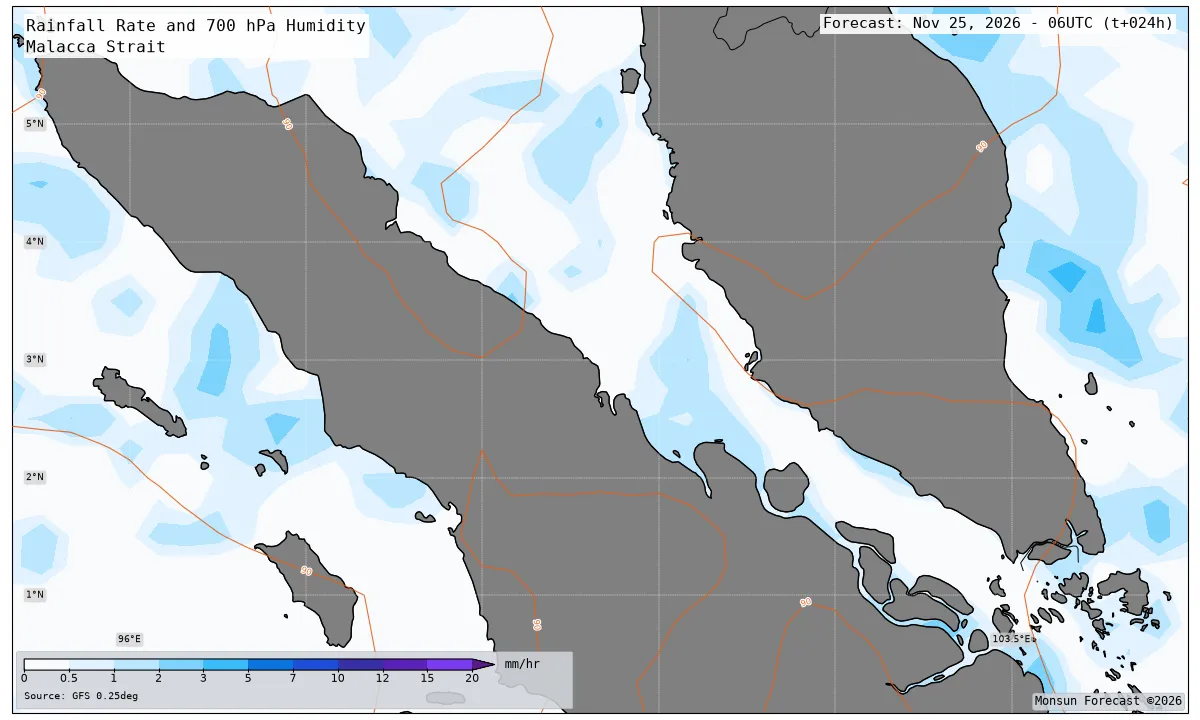 Rainfall Rate and 700 hPa Humidity
Malacca Strait
Forecast: Nov 25, 2026 - 06UTC (t+024h)
90
90
90
5°N
4°N
3°N
2°N
1°N
90
90
90
96°E
103.5°E
0 0.5 1 2 3 5 7 10 12 15 20 mm/hr
Source: GFS 0.25deg
Monsun Forecast ©2026